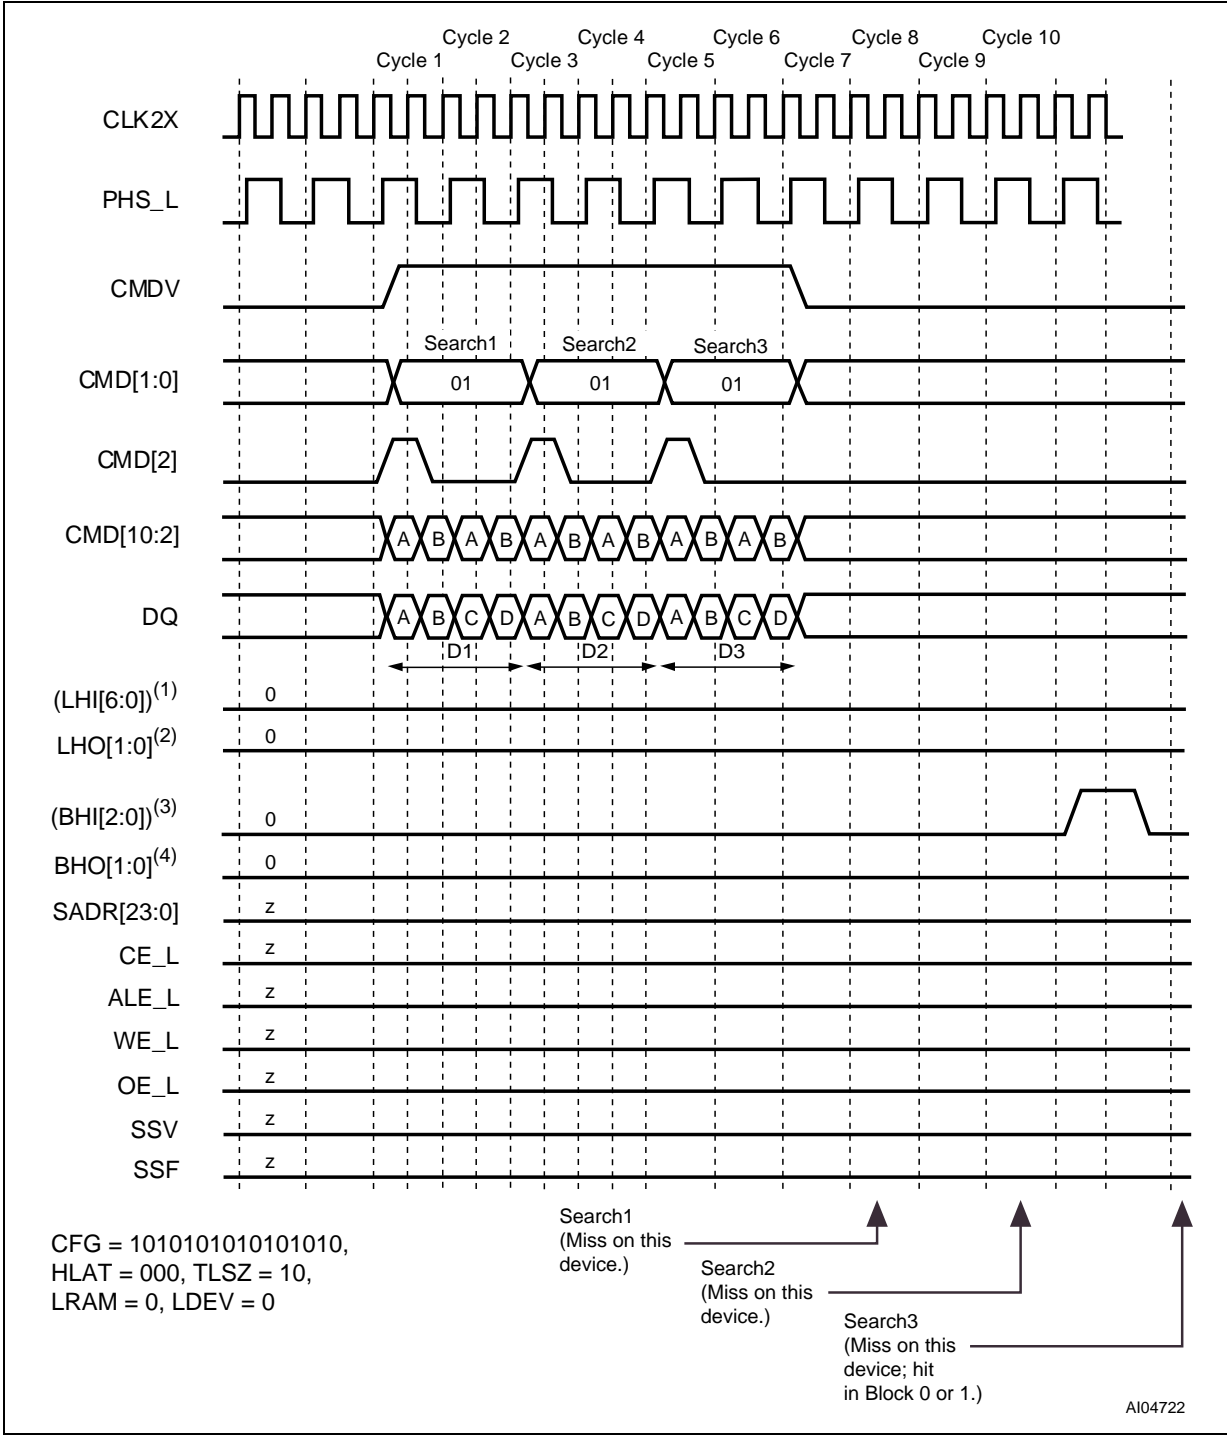 Cycle 2 Cycle 4 Cycle 6 Cycle 8 Cycle 10
Cycle 1 Cycle 3 Cycle 5 Cycle 7 Cycle 9
CLK2X
PHS_L
CMDV
Search1 Search2 Search3
CMD[1:0] 01 01 01
CMD[2]
CMD[10:2] A B A B A B A B A B A B
DQ A B C D A B C D A B C D
D1 D2 D3
(LHI[6:0])(1) 0
LHO[1:0](2) 0
(BHI[2:0])(3) 0
BHO[1:0](4) 0
SADR[23:0] z
CE_L z
ALE_L z
WE_L z
OE_L z
SSV z
SSF z
CFG = 1010101010101010,
HLAT = 000, TLSZ = 10,
LRAM = 0, LDEV = 0
Search1
(Miss on this
device.)
Search2
(Miss on this
device.)
Search3
(Miss on this
device; hit
in Block 0 or 1.)
AI04722